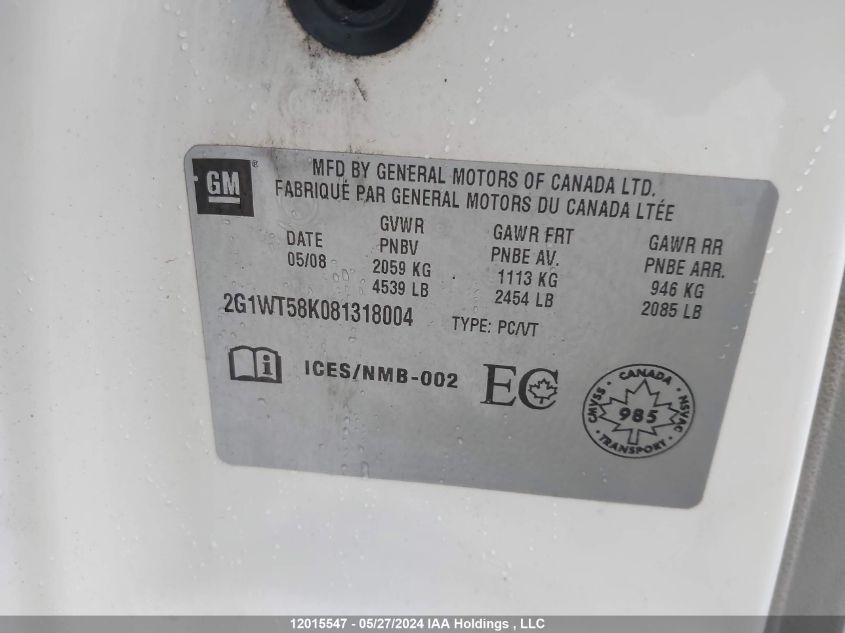 GM ®
MFD BY GENERAL MOTORS OF CANADA LTD.
FABRIQUÉ PAR GENERAL MOTORS DU CANADA LTÉE
DATE
05/08
GVWR
PNBV
2059 KG
4539 LB
GAWR FRT
PNBE AV.
1113 KG
2454 LB
GAWR RR
PNBE ARR.
946 KG
2085 LB
2G1WT58K081318004
TYPE: PC/VT
i
ICES/NMB-002
EC
CMVSS • CANADA • NSVAC • TRANSPORT •
985
12015547 - 05/27/2024 IAA Holdings , LLC